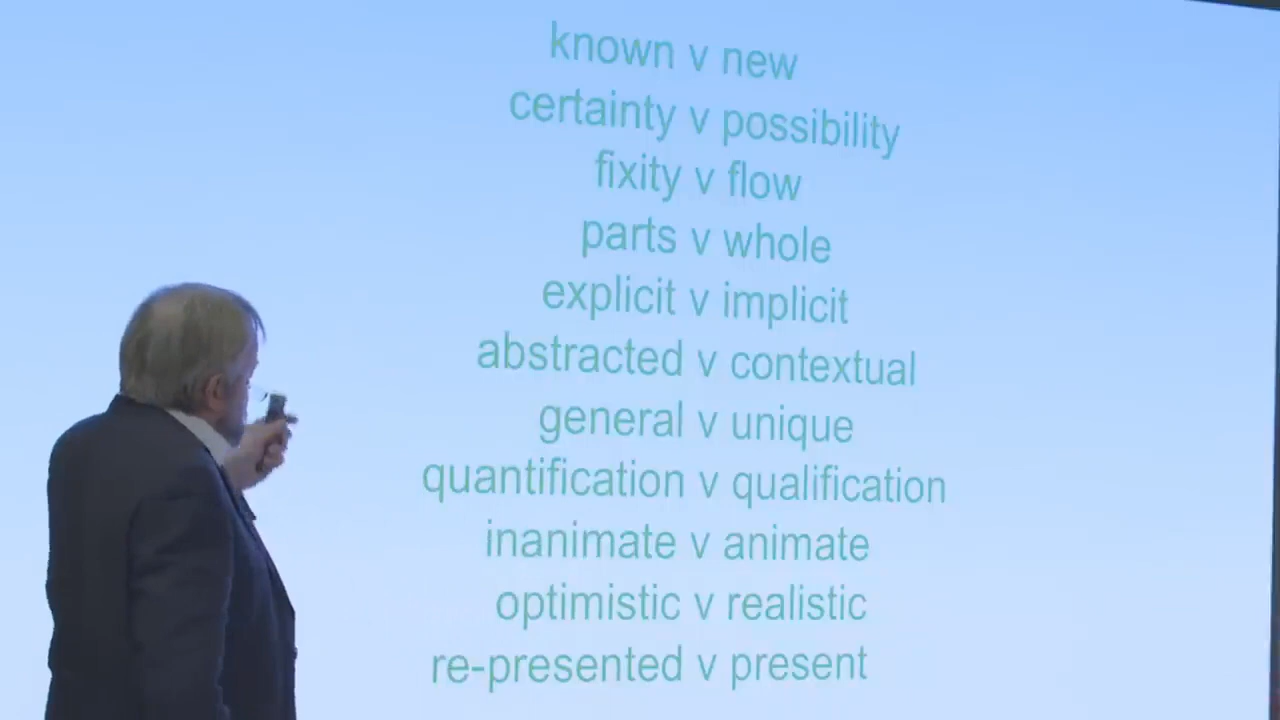 known v new
certainty v possibility
fixity v flow
parts v whole
explicit v implicit
abstracted v contextual
general v unique
quantification v qualification
inanimate v animate
optimistic v realistic
re-presented v present